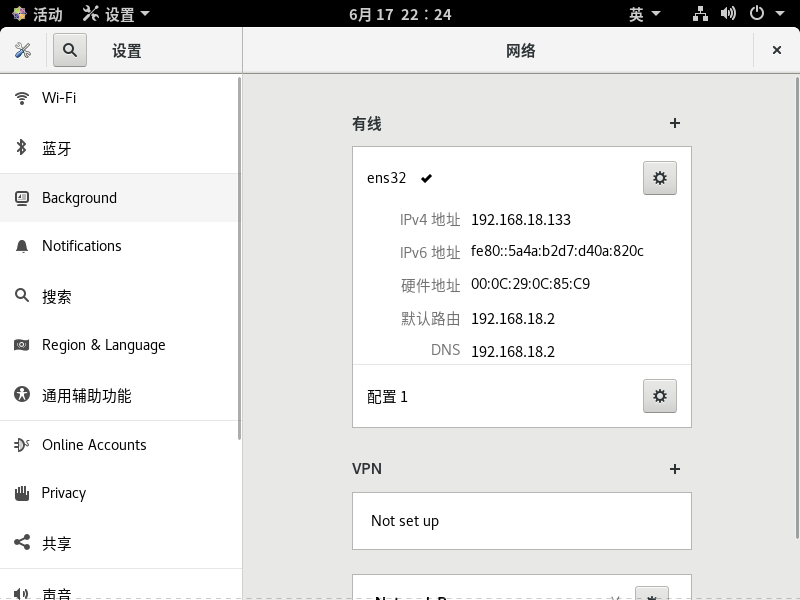 活动 设置 6月 17 22：24 英
设置 网络
Wi-Fi
蓝牙
Background
Notifications
搜索
Region & Language
通用辅助功能
Online Accounts
Privacy
共享
声音
有线
ens32
IPv4 地址 192.168.18.133
IPv6 地址 fe80::5a4a:b2d7:d40a:820c
硬件地址 00:0C:29:0C:85:C9
默认路由 192.168.18.2
DNS 192.168.18.2
配置 1
VPN
Not set up